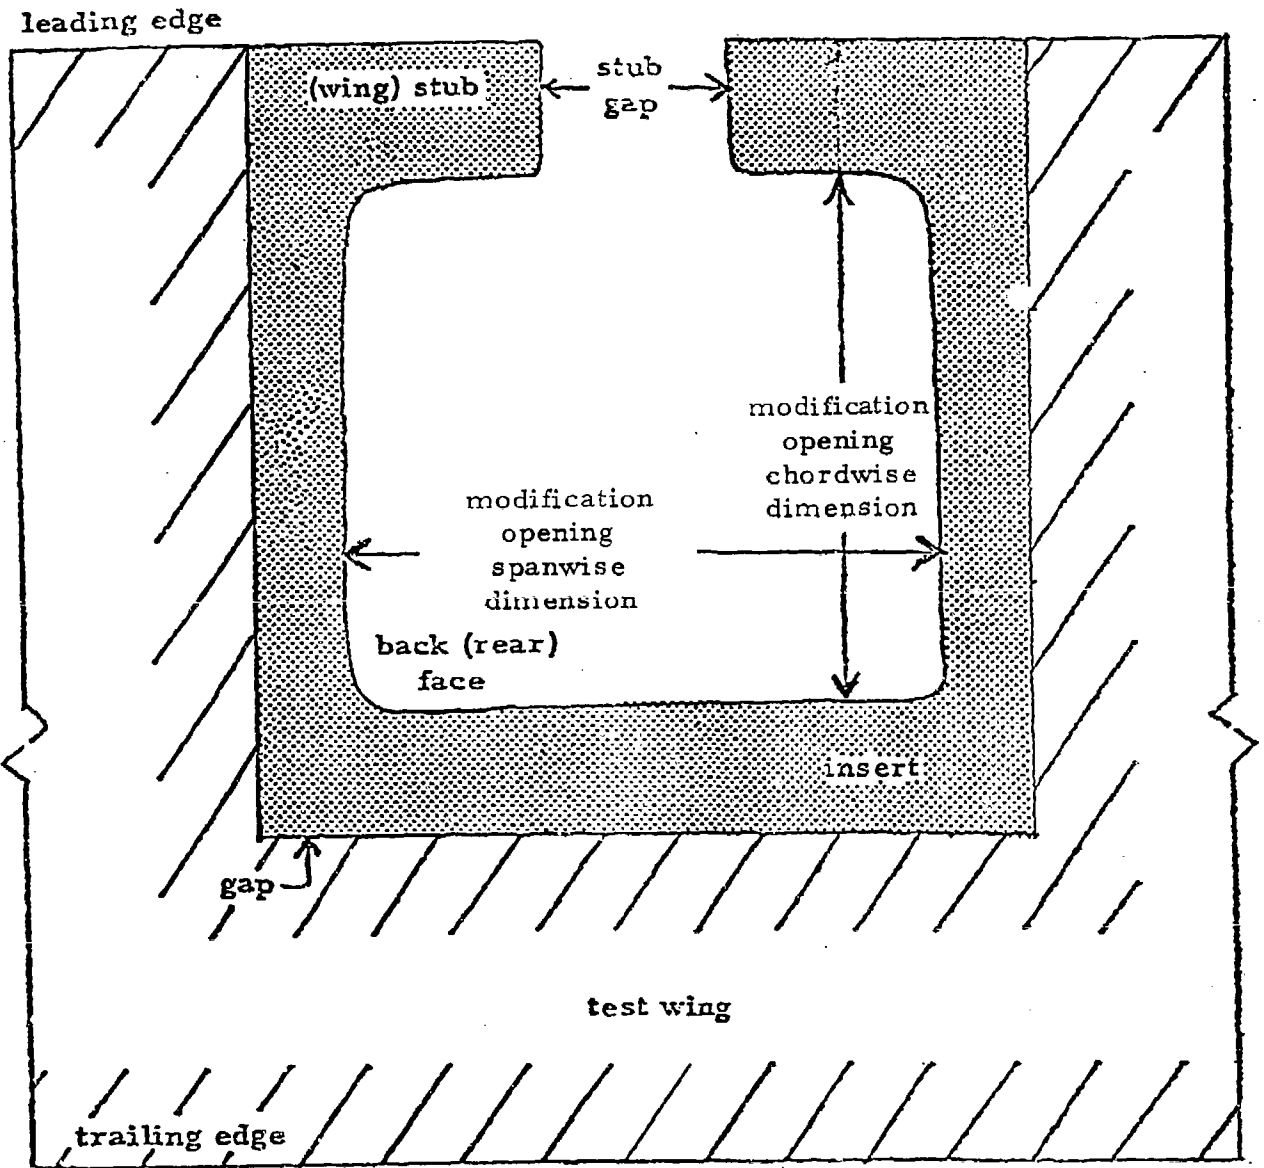 leading edge
(wing) stub
stub
gap
modification
opening
chordwise
dimension
modification
opening
spanwise
dimension
back (rear)
face
insert
gap
test wing
trailing edge